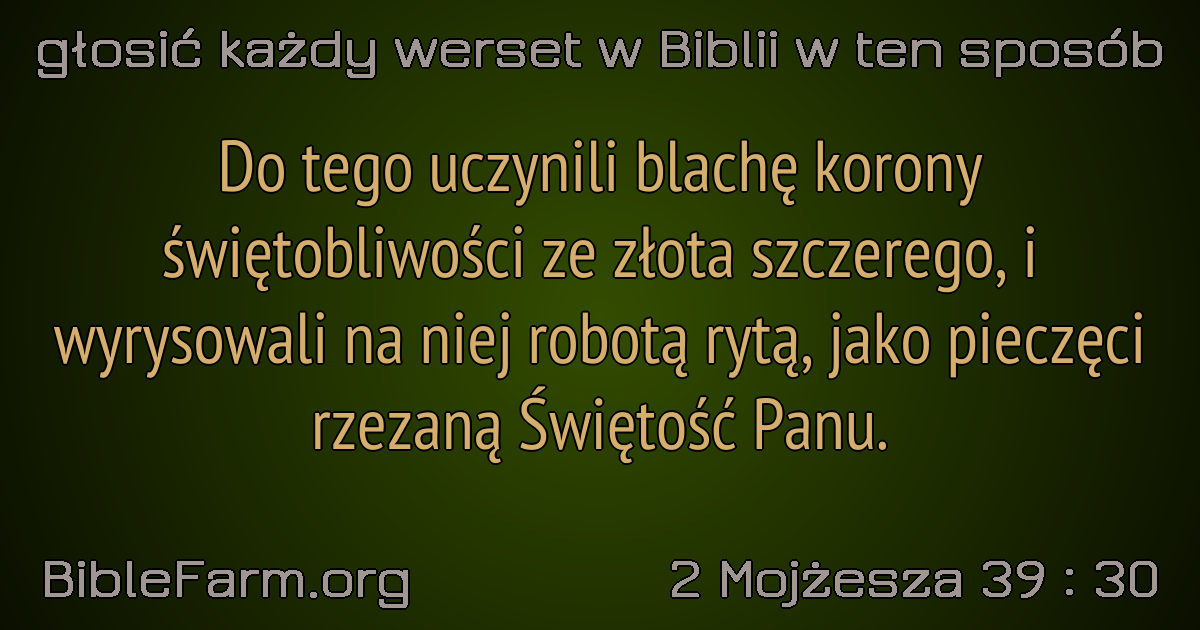 głosić każdy werset w Biblii w ten sposób
Do tego uczynili blachę korony
świętobliwości ze złota szczerego, i
wyrysowali na niej robotą rytą, jako pieczęci
rzezaną Świętość Panu.
BibleFarm.org
2 Mojżesza 39 : 30